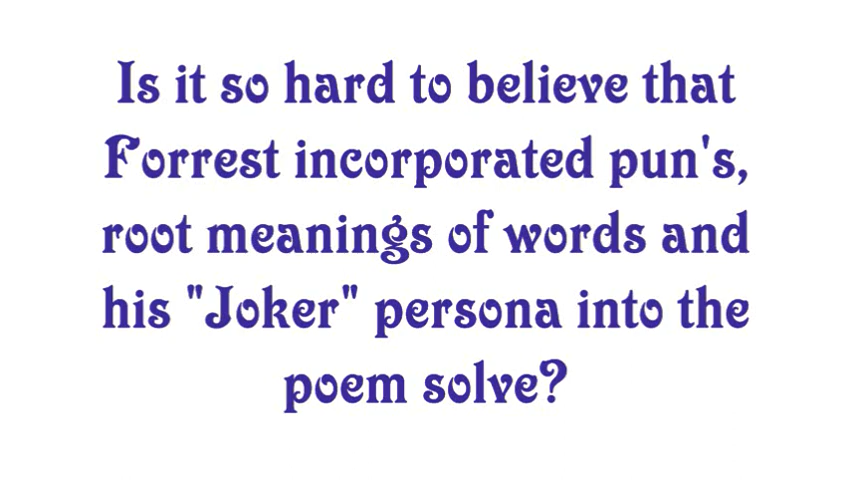 Is it so hard to believe that
Forrest incorporated pun's,
root meanings of words and
his "Joker" persona into the
poem solve?